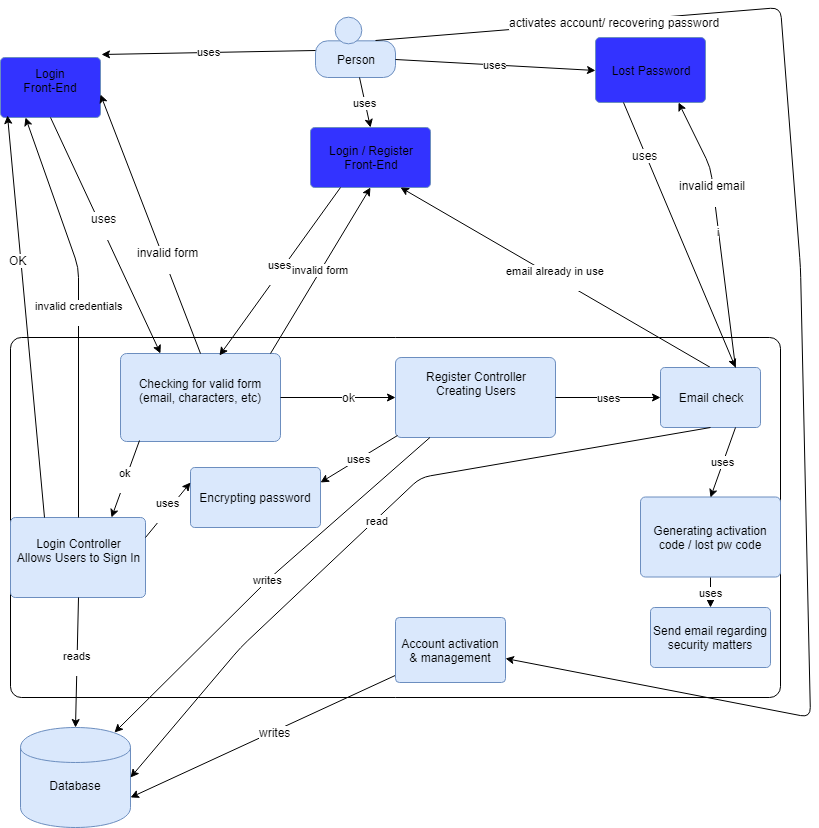 activates account/ recovering password
uses
Person
uses
Login
Front-End
Lost Password
uses
Login / Register
Front-End
uses
invalid email
i
uses
invalid form
OK
uses
invalid form
email already in use
invalid credentials
Checking for valid form
(email, characters, etc)
ok
Register Controller
Creating Users
uses
Email check
ok
uses
uses
uses
Encrypting password
read
Login Controller
Allows Users to Sign In
Generating activation
code / lost pw code
writes
uses
Send email regarding
security matters
Account activation
& management
reads
writes
Database